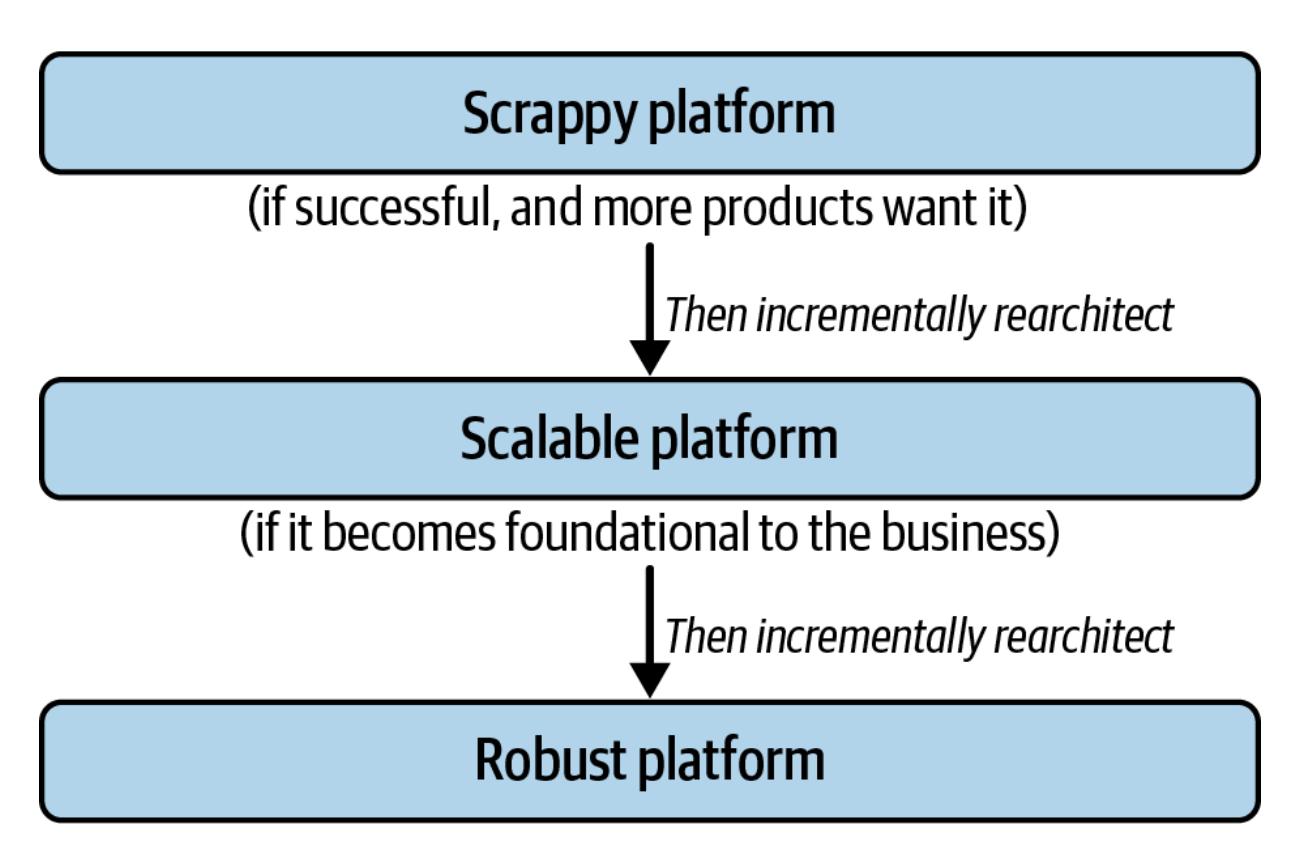 Scrappy platform
(if successful, and more products want it)
Then incrementally rearchitect
Scalable platform
(if it becomes foundational to the business)
Then incrementally rearchitect
Robust platform